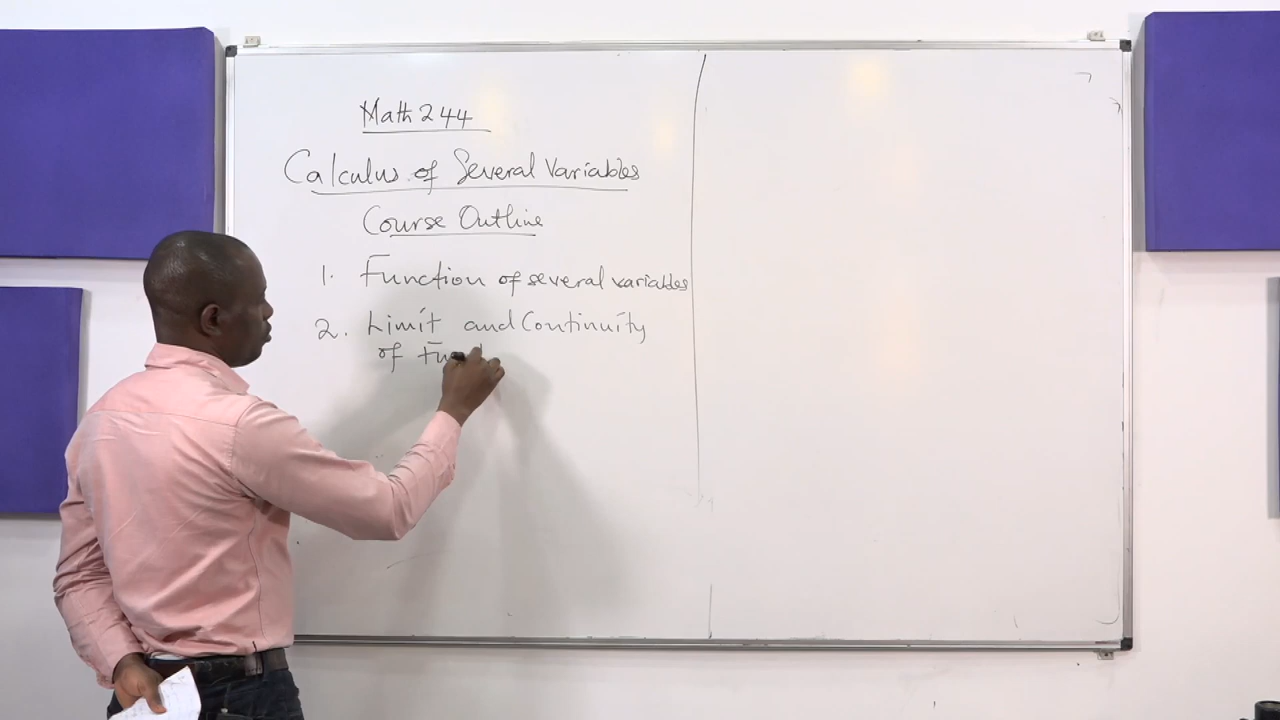 Math 244
Calculus of Several Variables
Course Outline
1. Function of several variables
2. Limit and Continuity
of